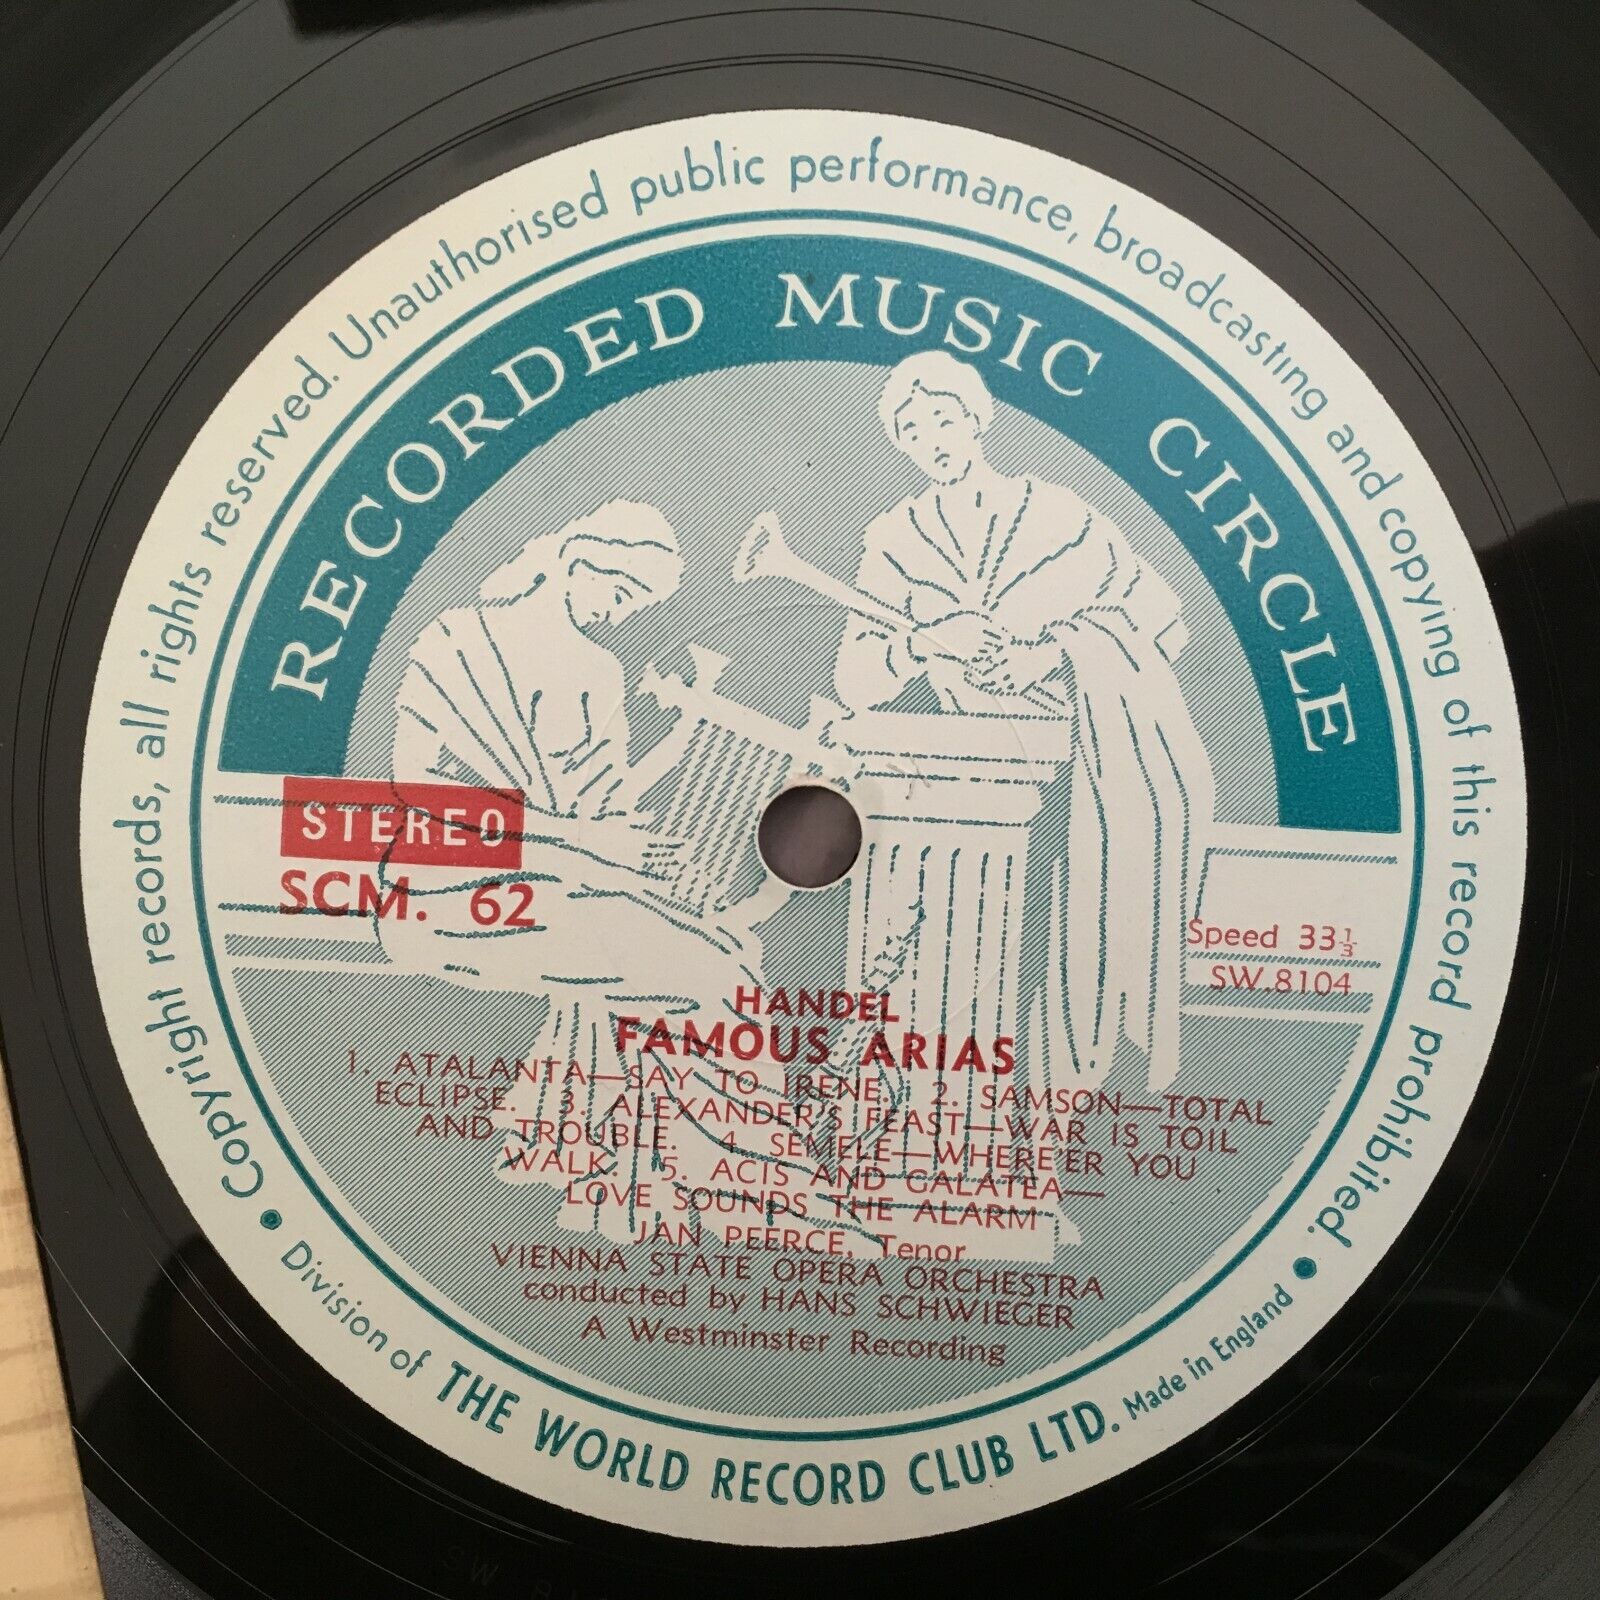 Copyright records, all rights reserved. Unauthorised public performance, broadcasting and copying of this record prohibited.
RECORDED MUSIC CIRCLE
STEREO
SCM. 62
Speed 33 1/3
SW.8104
HANDEL
FAMOUS ARIAS
1. ATALANTA—SAY TO IRENE. 2. SAMSON—TOTAL
ECLIPSE. 3. ALEXANDER'S FEAST—WAR IS TOIL
AND TROUBLE. 4. SEMELE—WHERE'ER YOU
WALK. 5. ACIS AND GALATEA—
LOVE SOUNDS THE ALARM
JAN PEERCE, Tenor
VIENNA STATE OPERA ORCHESTRA
conducted by HANS SCHWIEGER
A Westminster Recording
• Division of THE WORLD RECORD CLUB LTD. Made in England •